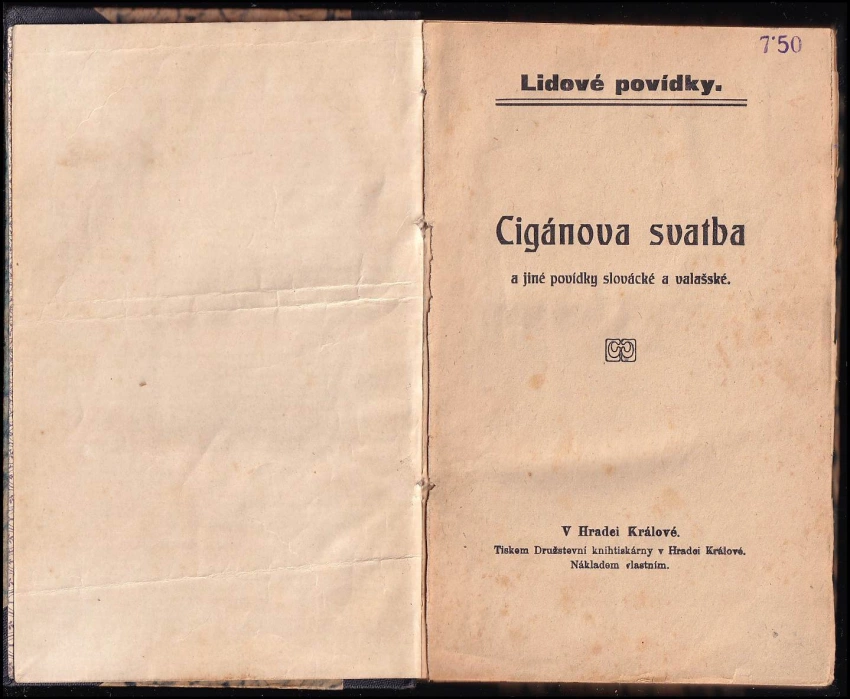 7·50
Lidové povídky.
Cigánova svatba
a jiné povídky slovácké a valašské.
V Hradci Králové.
Tiskem Družstevní knihtiskárny v Hradci Králové.
Nákladem vlastním.